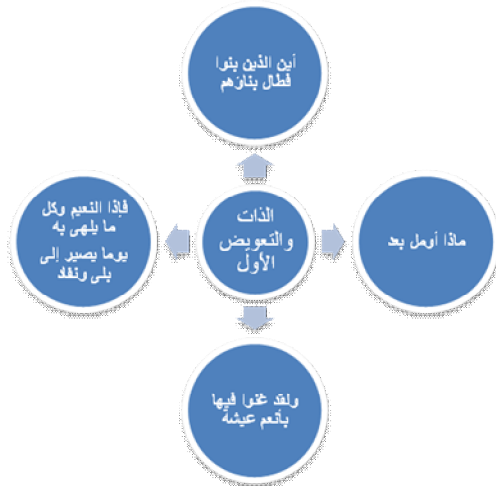 أين الذين بنوا
فطال بناؤهم
الذات
والتعويض
الأول
ماذا أومل بعد
فإذا النعيم وكل
ما يلهى به
يوما يصير إلى
بلى ونفاد
ولقد غنوا فيها
بأنعم عيشة